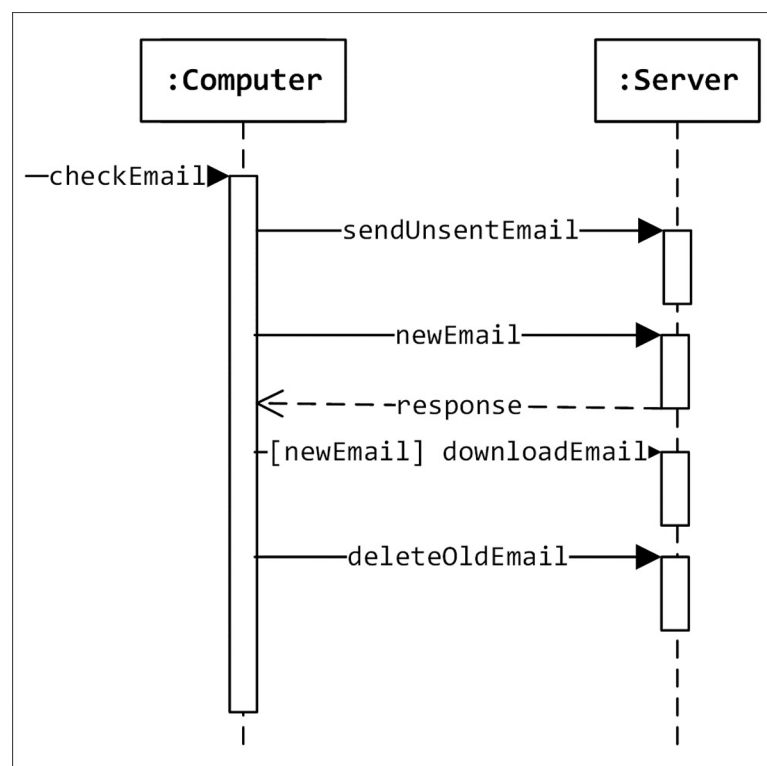 :Computer
:Server
checkEmail
sendUnsentEmail
newEmail
response
[newEmail] downloadEmail
deleteOldEmail